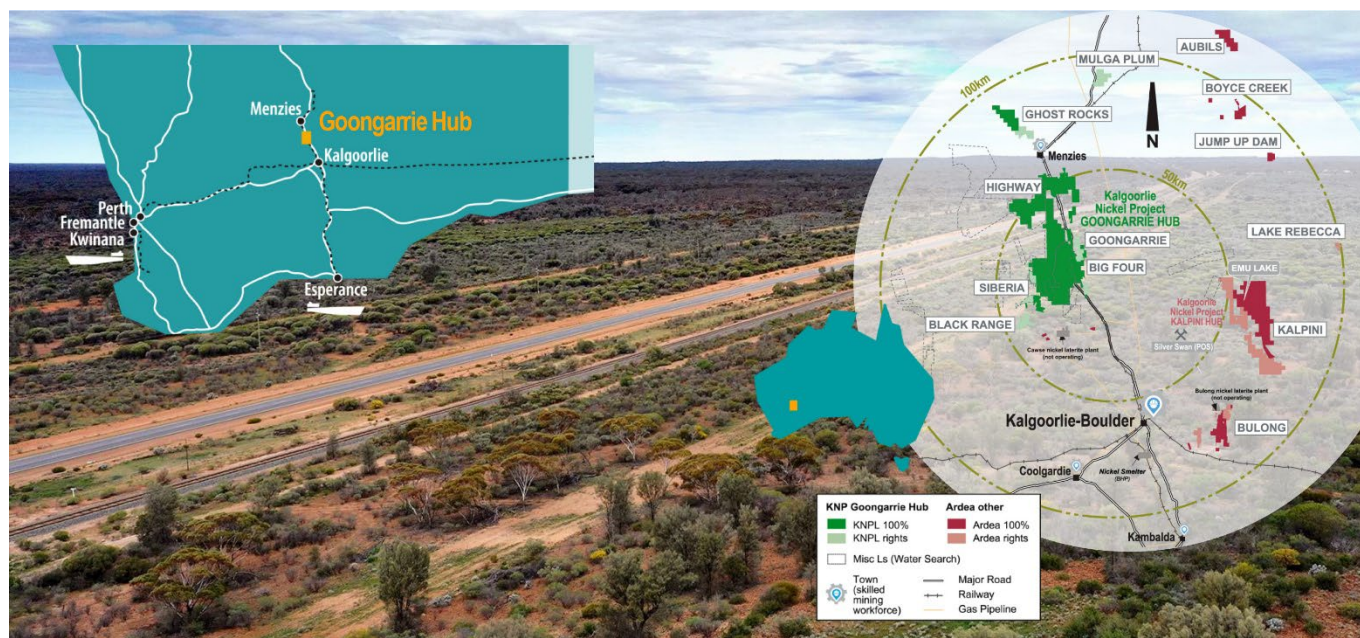 Menzies
Goongarrie Hub
Kalgoorlie
Perth
Fremantle
Kwinana
Esperance
100km
MULGA PLUM
AUBILS
BOYCE CREEK
GHOST ROCKS
N
JUMP UP DAM
Menzies
50km
HIGHWAY
Kalgoorlie
Nickel Project
GOONGARRIE HUB
GOONGARRIE
LAKE REBECCA
BIG FOUR
EMU LAKE
SIBERIA
Kalgoorlie
Nickel Project
KALPINI HUB
BLACK RANGE
KALPINI
Silver Swan (POS)
Cawse nickel laterite plant
(not operating)
Bulong nickel laterite plant
(not operating)
Kalgoorlie-Boulder
BULONG
Coolgardie
Nickel Smelter
(BHP)
Kambalda
KNP Goongarrie Hub
KNPL 100%
KNPL rights
Misc Ls (Water Search)
Town
(skilled
mining
workforce)
Ardea other
Ardea 100%
Ardea rights
Major Road
Railway
Gas Pipeline